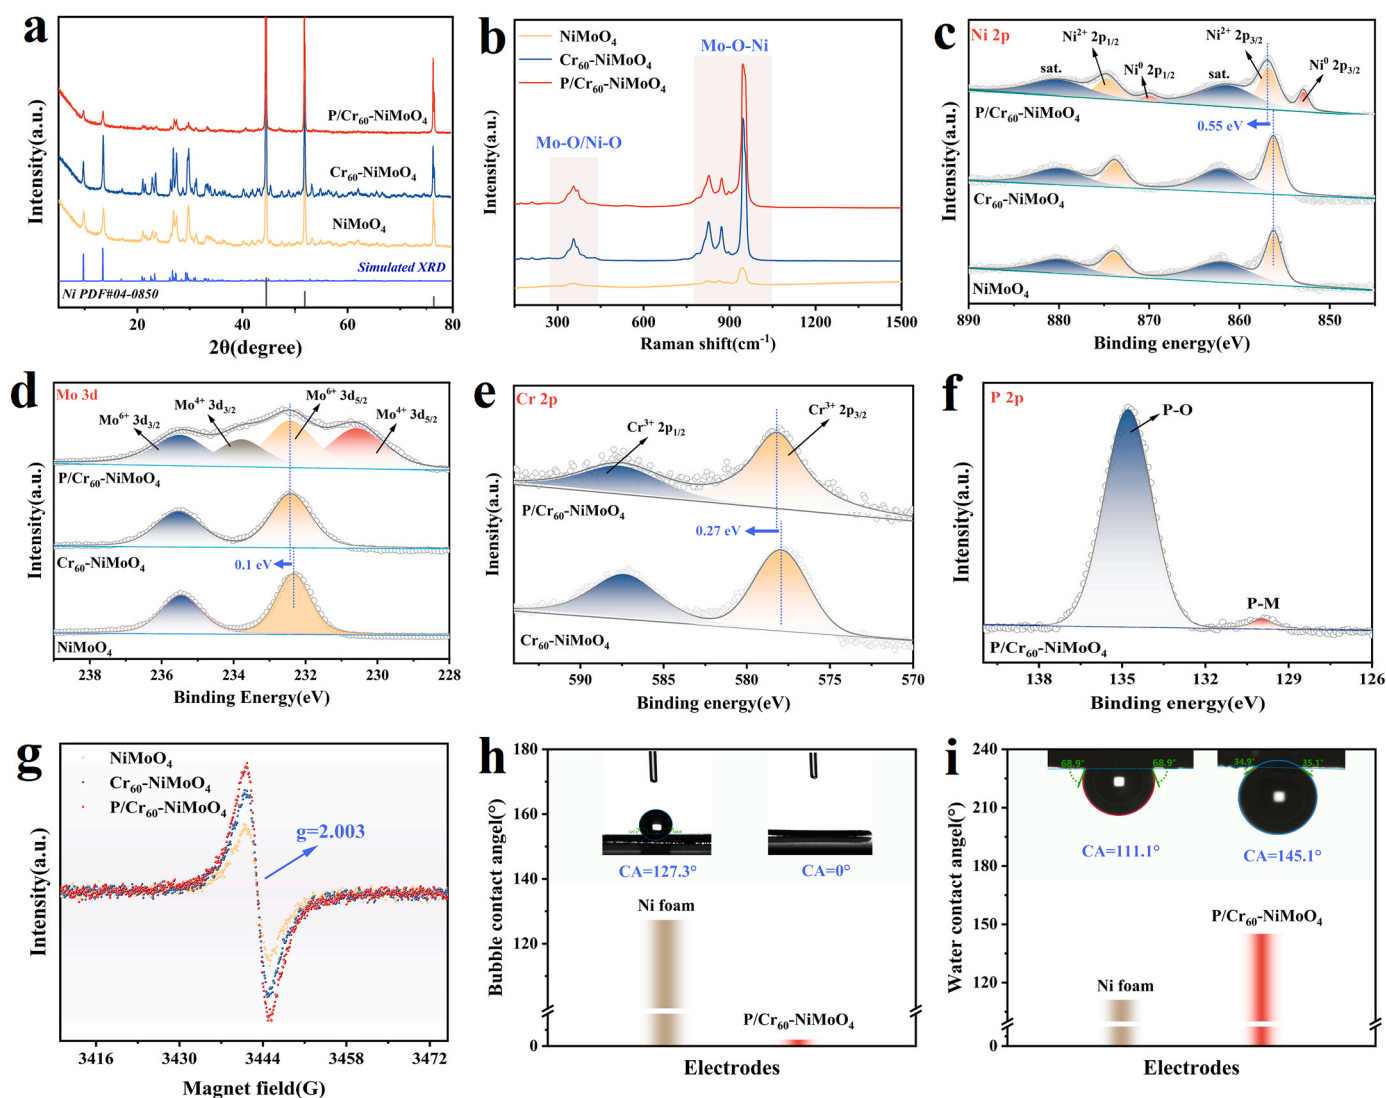 a
Intensity(a.u.)
P/Cr₆₀-NiMoO₄
Cr₆₀-NiMoO₄
NiMoO₄
Simulated XRD
Ni PDF#04-0850
20 40 60 80
2θ(degree)
b
Intensity(a.u.)
NiMoO₄
Cr₆₀-NiMoO₄
P/Cr₆₀-NiMoO₄
Mo-O-Ni
Mo-O/Ni-O
300 600 900 1200 1500
Raman shift(cm⁻¹)
c
Intensity(a.u.)
Ni 2p
Ni²⁺ 2p₁/₂
Ni²⁺ 2p₃/₂
sat.
Ni⁰ 2p₁/₂
sat.
Ni⁰ 2p₃/₂
P/Cr₆₀-NiMoO₄
0.55 eV
Cr₆₀-NiMoO₄
NiMoO₄
890 880 870 860 850
Binding energy(eV)
d
Intensity(a.u.)
Mo 3d
Mo⁶⁺ 3d₃/₂
Mo⁴⁺ 3d₃/₂
Mo⁶⁺ 3d₅/₂
Mo⁴⁺ 3d₅/₂
P/Cr₆₀-NiMoO₄
Cr₆₀-NiMoO₄
0.1 eV
NiMoO₄
238 236 234 232 230 228
Binding Energy(eV)
e
Inensity(a.u.)
Cr 2p
Cr³⁺ 2p₁/₂
Cr³⁺ 2p₃/₂
P/Cr₆₀-NiMoO₄
0.27 eV
Cr₆₀-NiMoO₄
590 585 580 575 570
Binding energy(eV)
f
Intensity(a.u.)
P 2p
P-O
P-M
P/Cr₆₀-NiMoO₄
138 135 132 129 126
Binding energy(eV)
g
Intensity(a.u.)
NiMoO₄
Cr₆₀-NiMoO₄
P/Cr₆₀-NiMoO₄
g=2.003
3416 3430 3444 3458 3472
Magnet field(G)
h
Bubble contact angel(°)
180
160
140
120
0
CA=127.3°
CA=0°
Ni foam
P/Cr₆₀-NiMoO₄
Electrodes
i
Water contact angel(°)
240
210
180
150
120
0
68.9°
68.9°
34.9°
35.1°
CA=111.1°
CA=145.1°
P/Cr₆₀-NiMoO₄
Ni foam
Electrodes